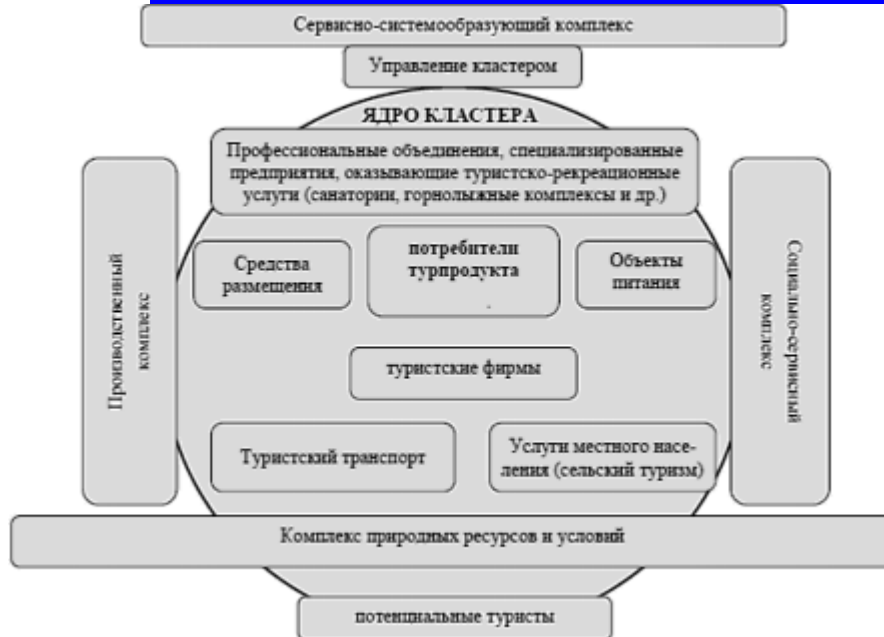 Сервисно-системообразующий комплекс
Управление кластером
ЯДРО КЛАСТЕРА
Профессиональные объединения, специализированные
предприятия, оказывающие туристско-рекреационные
услуги (санатории, горнолыжные комплексы и др.)
Производственный
комплекс
Средства
размещения
потребители
турпродукта
.
Объекты
питания
Социально-сервисный
комплекс
туристские фирмы
Туристский транспорт
Услуги местного насе-
ления (сельский туризм)
Комплекс природных ресурсов и условий
потенциальные туристы